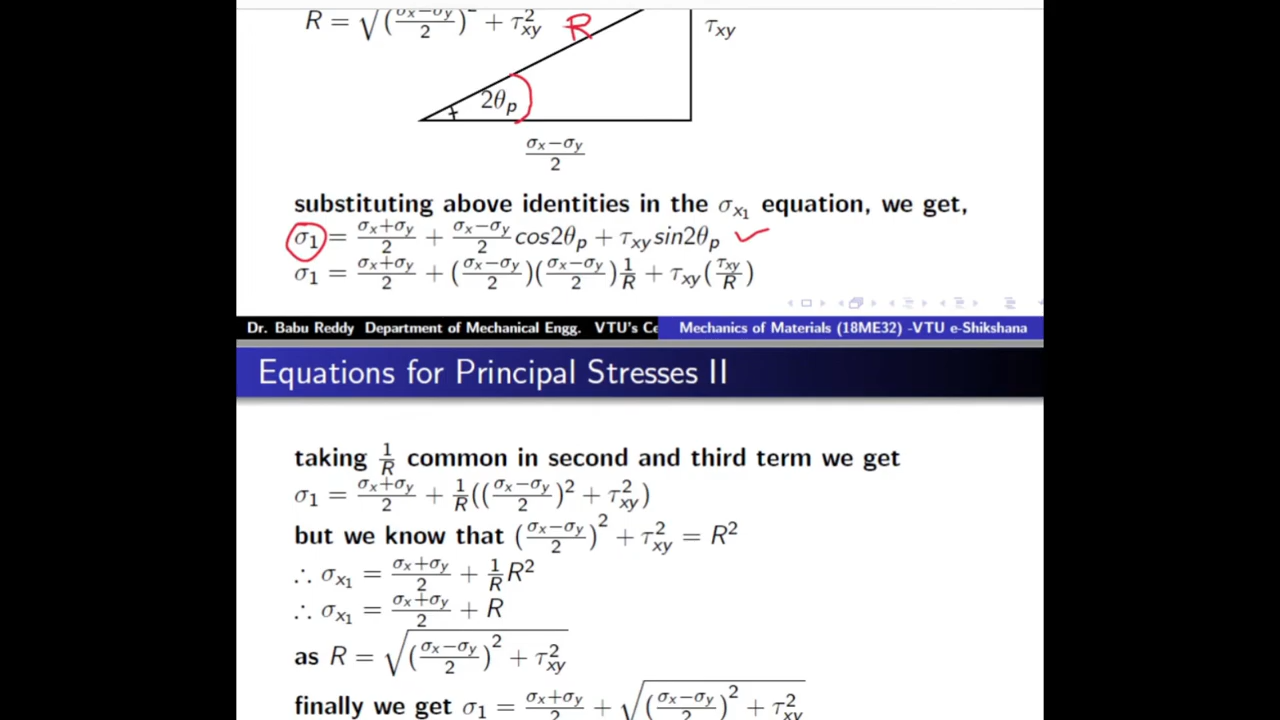 R = √((σx−σy)/2)² + τ²xy R τxy
2θp
(σx−σy)/2
substituting above identities in the σx₁ equation, we get,
σ₁ = (σx+σy)/2 + (σx−σy)/2 cos2θp + τxy sin2θp
σ₁ = (σx+σy)/2 + ((σx−σy)/2)((σx−σy)/2) 1/R + τxy(τxy/R)
Dr. Babu Reddy Department of Mechanical Engg. VTU's Ce Mechanics of Materials (18ME32) -VTU e-Shikshana
Equations for Principal Stresses II
taking 1/R common in second and third term we get
σ₁ = (σx+σy)/2 + 1/R(((σx−σy)/2)² + τ²xy)
but we know that ((σx−σy)/2)² + τ²xy = R²
∴ σx₁ = (σx+σy)/2 + 1/R R²
∴ σx₁ = (σx+σy)/2 + R
as R = √((σx−σy)/2)² + τ²xy
finally we get σ₁ = (σx+σy)/2 + √((σx−σy)/2)² + τ²xy